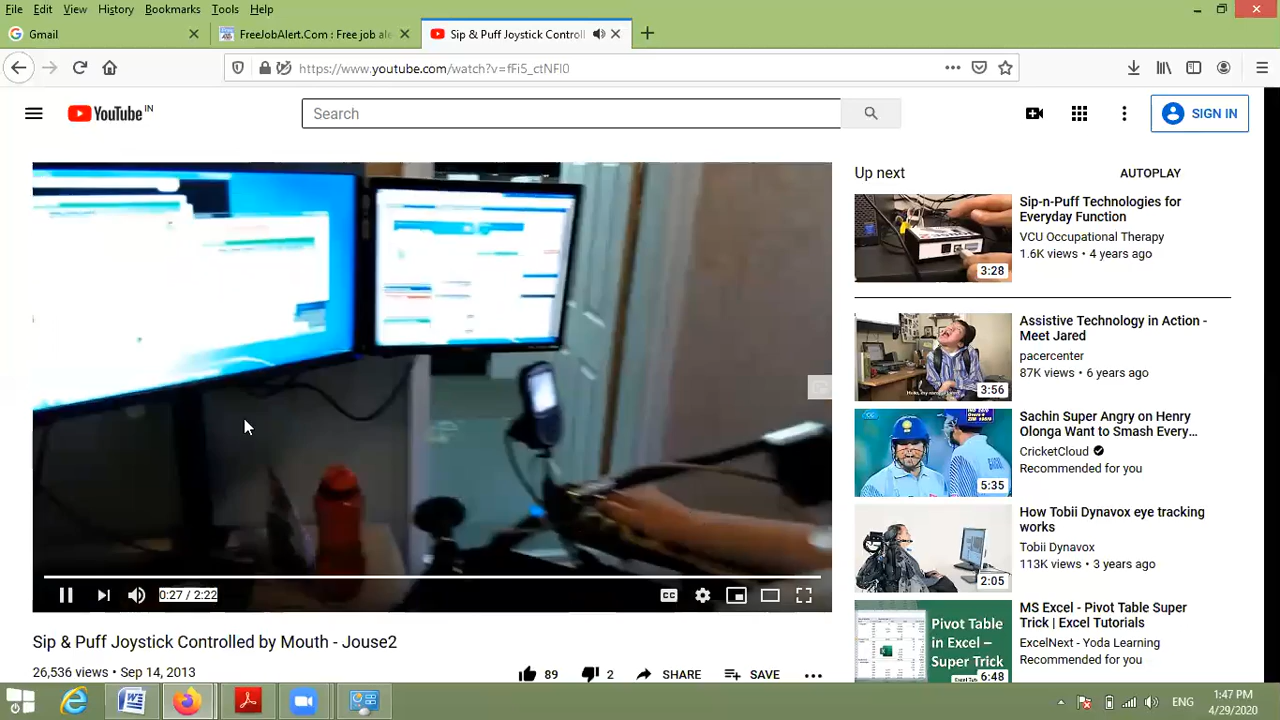 File Edit View History Bookmarks Tools Help
Gmail
FreeJobAlert.Com : Free job ale
Sip & Puff Joystick Controll
https://www.youtube.com/watch?v=fFi5_ctNFl0
YouTube IN
Search
SIGN IN
Up next
AUTOPLAY
Sip-n-Puff Technologies for
Everyday Function
VCU Occupational Therapy
1.6K views • 4 years ago
3:28
Assistive Technology in Action -
Meet Jared
pacercenter
87K views • 6 years ago
3:56
Sachin Super Angry on Henry
Olonga Want to Smash Every...
CricketCloud
Recommended for you
5:35
How Tobii Dynavox eye tracking
works
Tobii Dynavox
113K views • 3 years ago
2:05
MS Excel - Pivot Table Super
Trick | Excel Tutorials
ExcelNext - Yoda Learning
Recommended for you
Pivot Table
in Excel –
Super Trick
6:48
0:27 / 2:22
CC
Sip & Puff Joystick Controlled by Mouth - Jouse2
26,536 views • Sep 14, 2013
89
2
SHARE
SAVE
ENG
1:47 PM
4/29/2020